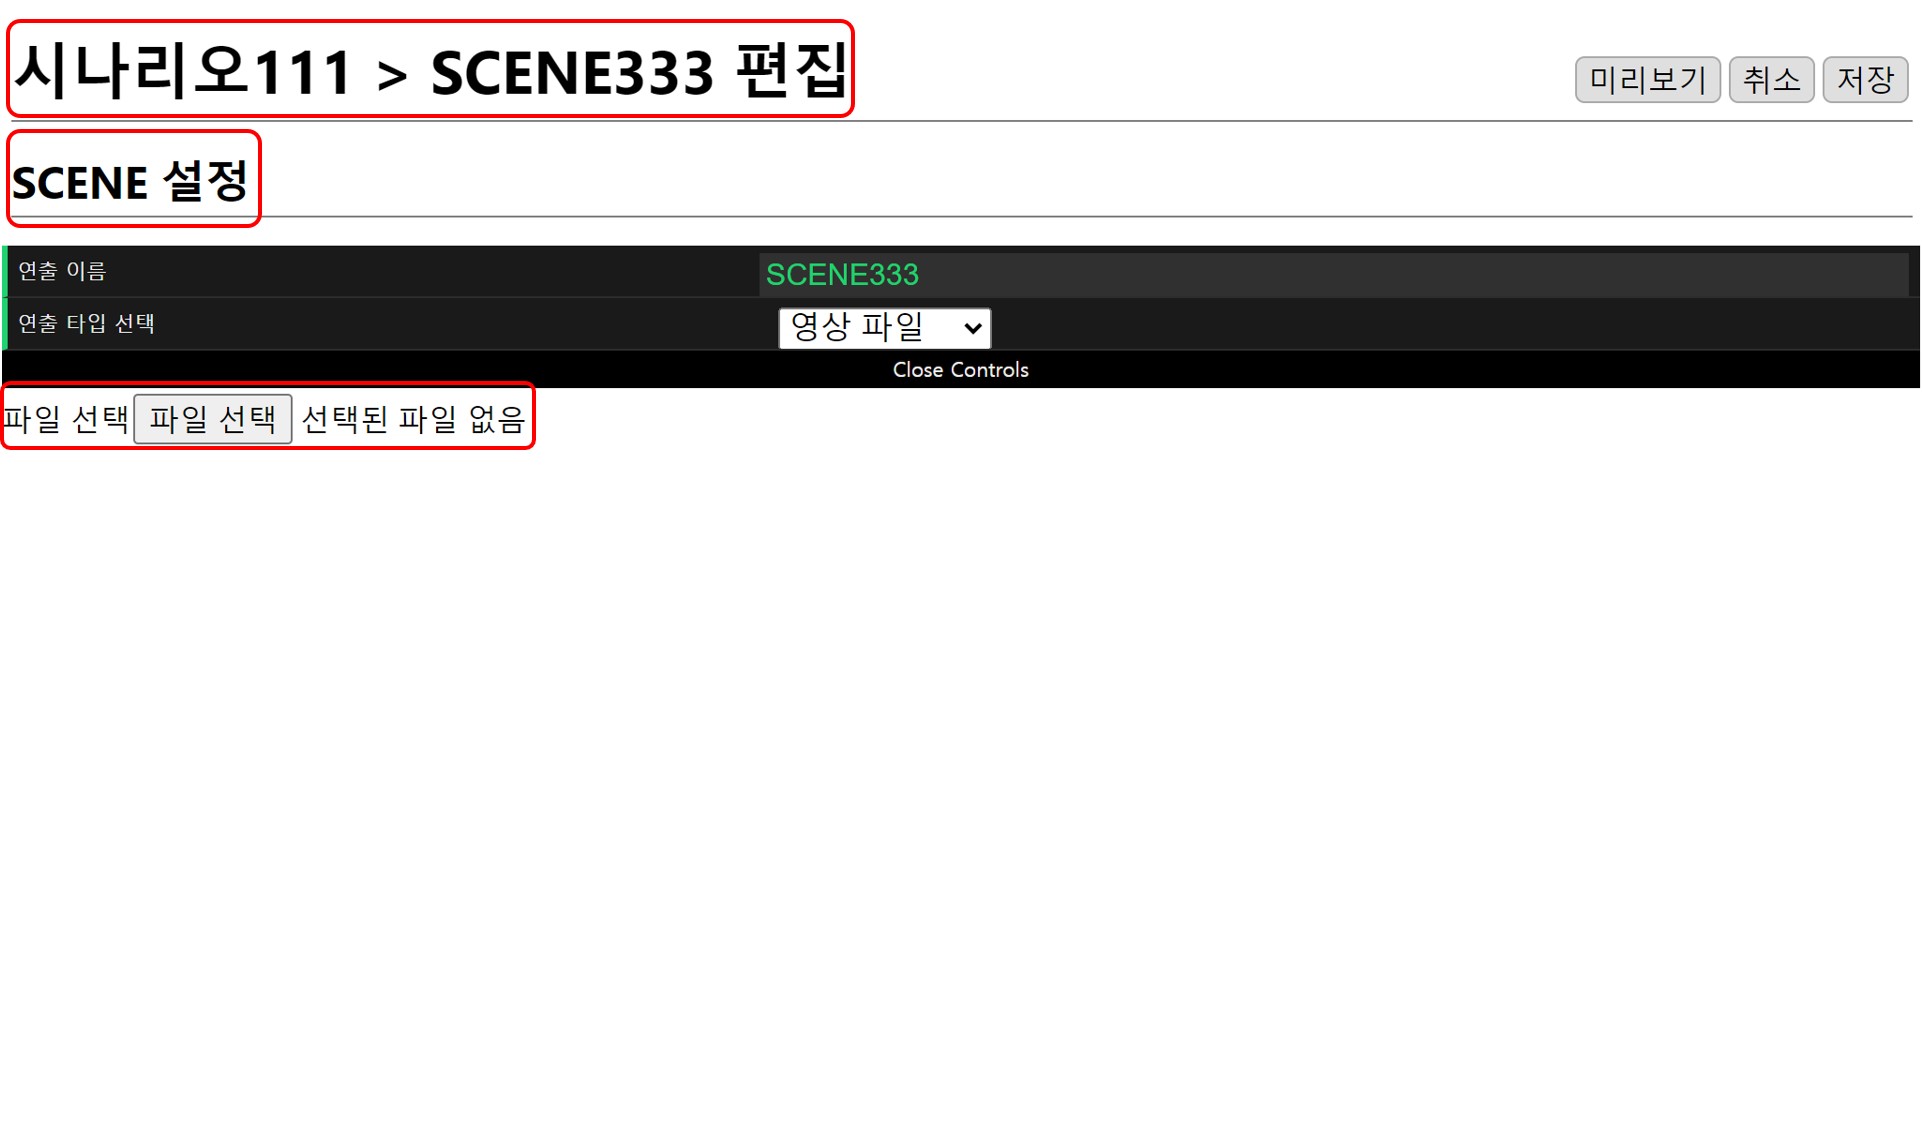 시나리오111 > SCENE333 편집
미리보기 취소 저장
SCENE 설정
연출 이름 SCENE333
연출 타입 선택 영상 파일
Close Controls
파일 선택 파일 선택 선택된 파일 없음